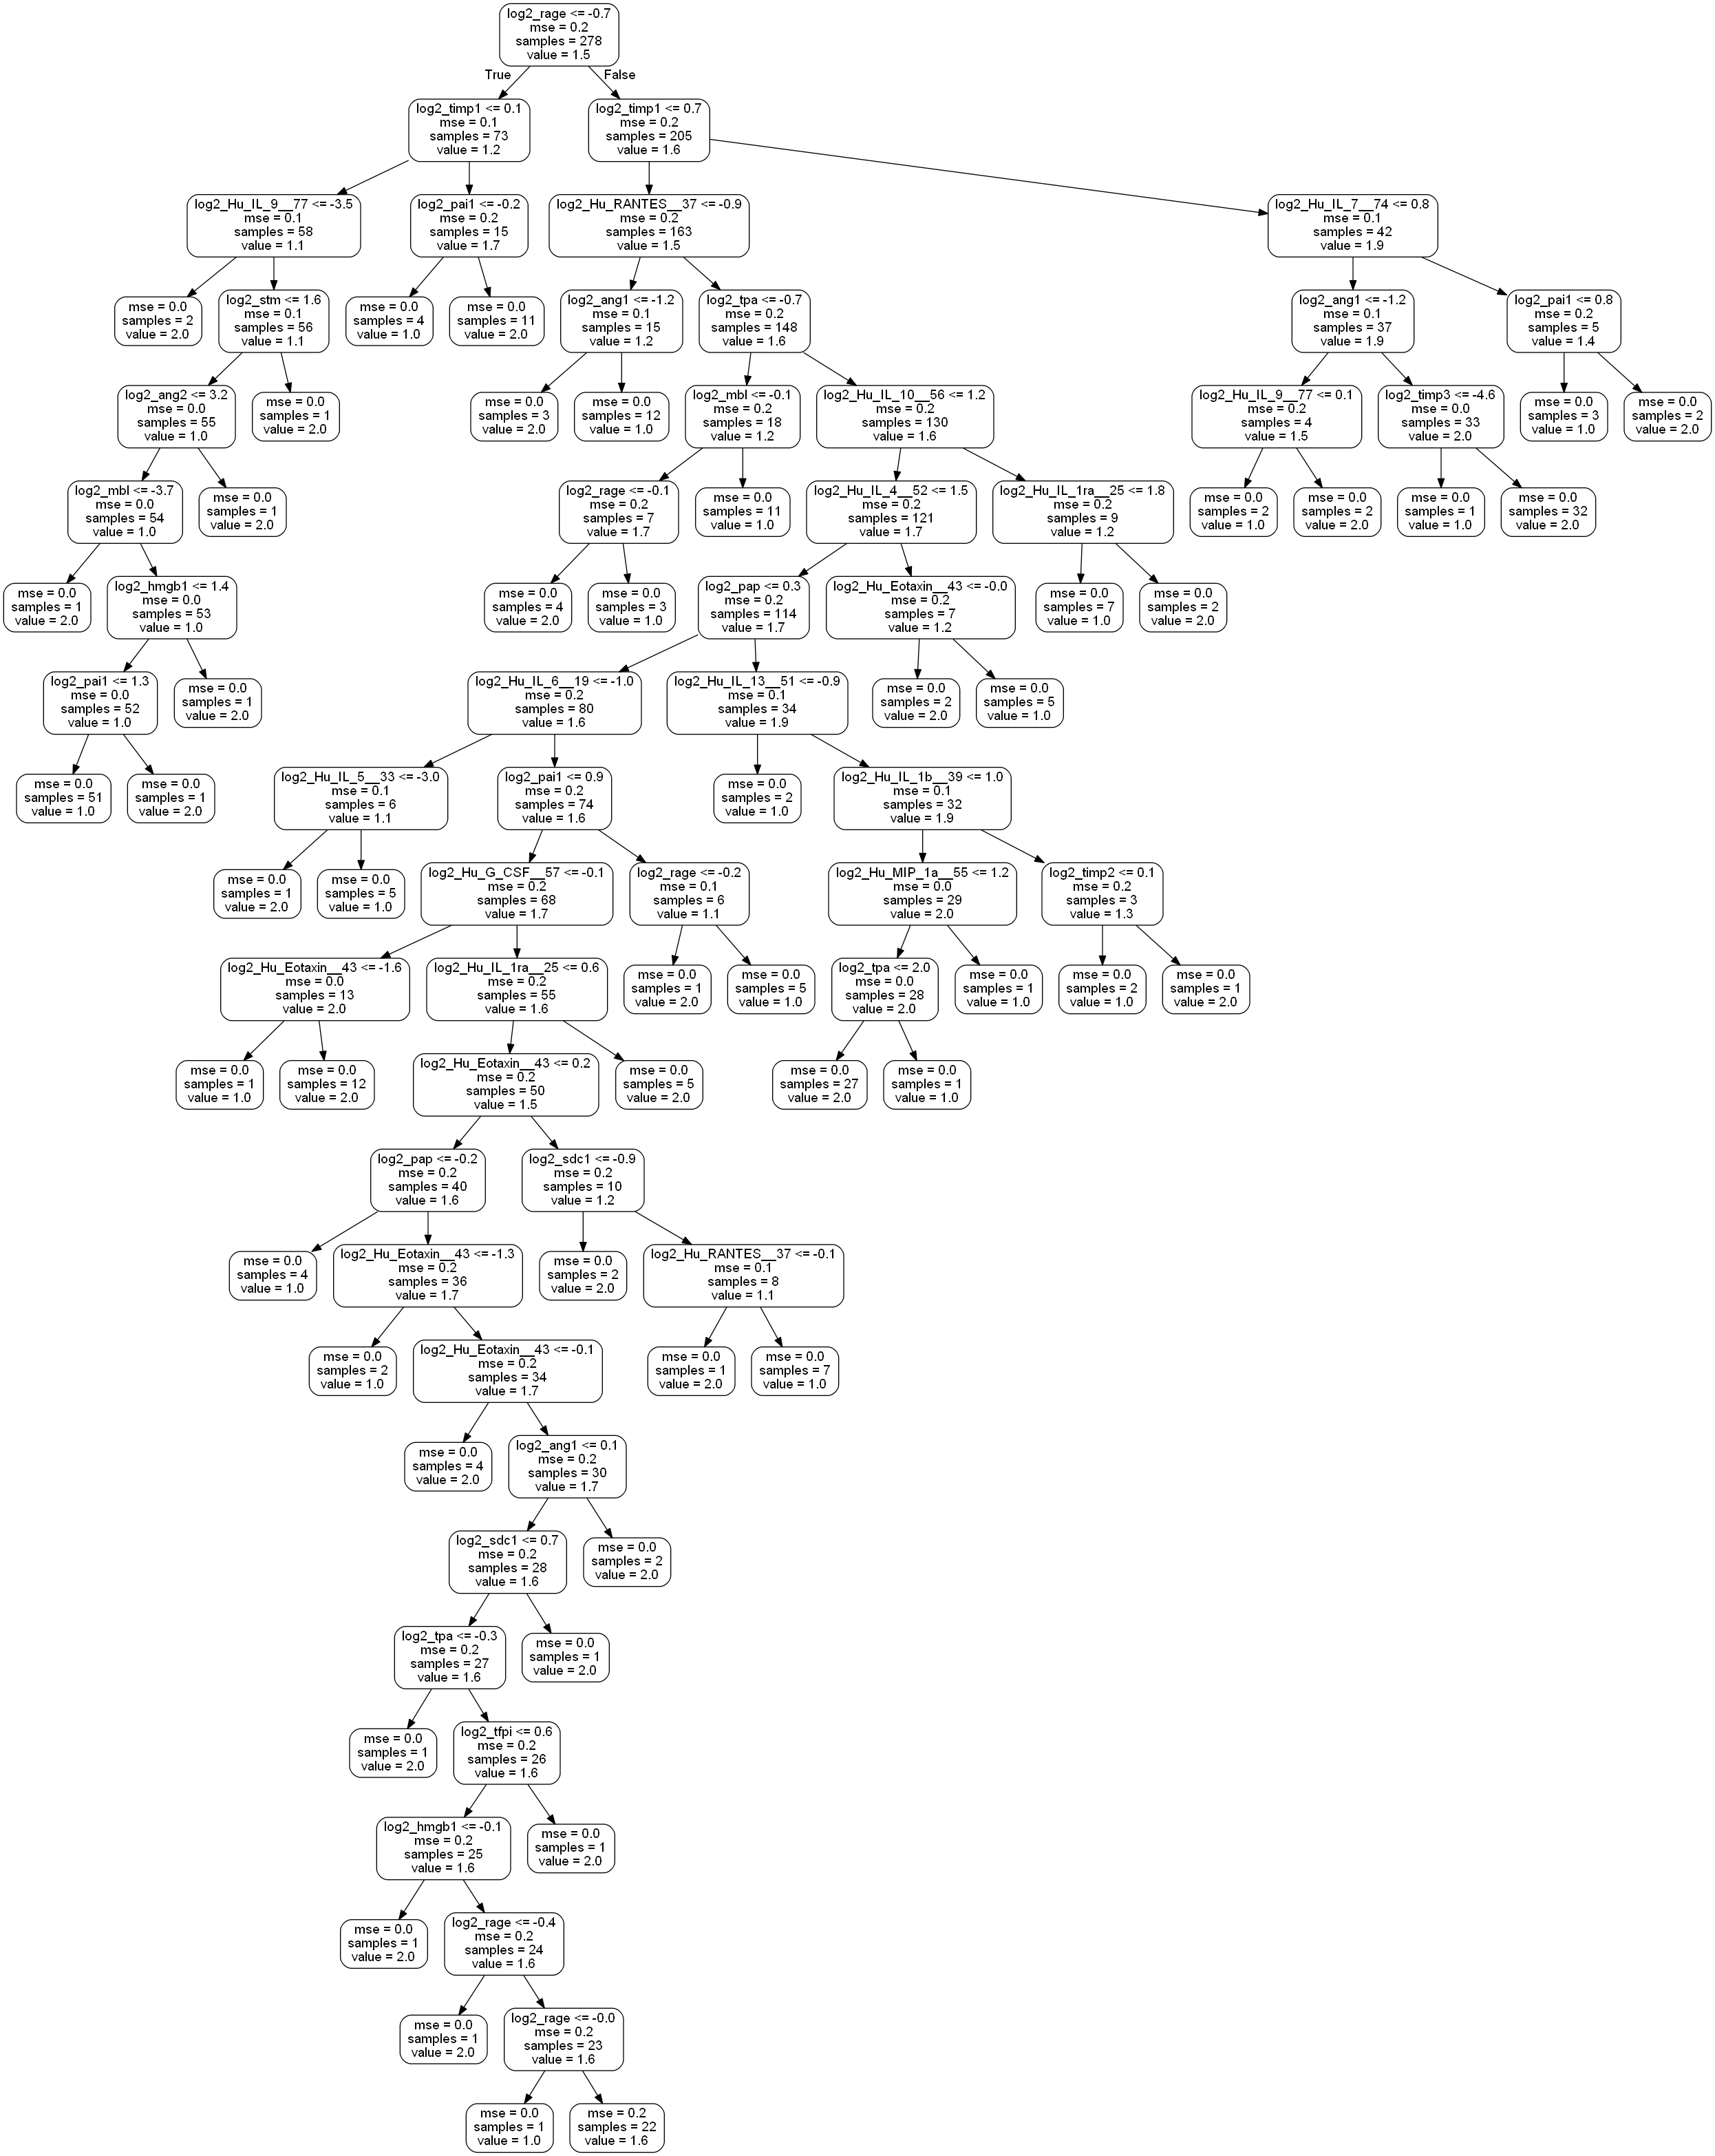 log2_rage <= -0.7
mse = 0.2
samples = 278
value = 1.5
True
False
log2_timp1 <= 0.1
mse = 0.1
samples = 73
value = 1.2
log2_timp1 <= 0.7
mse = 0.2
samples = 205
value = 1.6
log2_Hu_IL_9__77 <= -3.5
mse = 0.1
samples = 58
value = 1.1
log2_pai1 <= -0.2
mse = 0.2
samples = 15
value = 1.7
log2_Hu_RANTES__37 <= -0.9
mse = 0.2
samples = 163
value = 1.5
log2_Hu_IL_7__74 <= 0.8
mse = 0.1
samples = 42
value = 1.9
mse = 0.0
samples = 2
value = 2.0
log2_stm <= 1.6
mse = 0.1
samples = 56
value = 1.1
mse = 0.0
samples = 4
value = 1.0
mse = 0.0
samples = 11
value = 2.0
log2_ang1 <= -1.2
mse = 0.1
samples = 15
value = 1.2
log2_tpa <= -0.7
mse = 0.2
samples = 148
value = 1.6
log2_ang1 <= -1.2
mse = 0.1
samples = 37
value = 1.9
log2_pai1 <= 0.8
mse = 0.2
samples = 5
value = 1.4
log2_ang2 <= 3.2
mse = 0.0
samples = 55
value = 1.0
mse = 0.0
samples = 1
value = 2.0
mse = 0.0
samples = 3
value = 2.0
mse = 0.0
samples = 12
value = 1.0
log2_mbl <= -0.1
mse = 0.2
samples = 18
value = 1.2
log2_Hu_IL_10__56 <= 1.2
mse = 0.2
samples = 130
value = 1.6
log2_Hu_IL_9__77 <= 0.1
mse = 0.2
samples = 4
value = 1.5
log2_timp3 <= -4.6
mse = 0.0
samples = 33
value = 2.0
mse = 0.0
samples = 3
value = 1.0
mse = 0.0
samples = 2
value = 2.0
log2_mbl <= -3.7
mse = 0.0
samples = 54
value = 1.0
mse = 0.0
samples = 1
value = 2.0
log2_rage <= -0.1
mse = 0.2
samples = 7
value = 1.7
mse = 0.0
samples = 11
value = 1.0
log2_Hu_IL_4__52 <= 1.5
mse = 0.2
samples = 121
value = 1.7
log2_Hu_IL_1ra__25 <= 1.8
mse = 0.2
samples = 9
value = 1.2
mse = 0.0
samples = 2
value = 1.0
mse = 0.0
samples = 2
value = 2.0
mse = 0.0
samples = 1
value = 1.0
mse = 0.0
samples = 32
value = 2.0
mse = 0.0
samples = 1
value = 2.0
log2_hmgb1 <= 1.4
mse = 0.0
samples = 53
value = 1.0
mse = 0.0
samples = 4
value = 2.0
mse = 0.0
samples = 3
value = 1.0
log2_pap <= 0.3
mse = 0.2
samples = 114
value = 1.7
log2_Hu_Eotaxin__43 <= -0.0
mse = 0.2
samples = 7
value = 1.2
mse = 0.0
samples = 7
value = 1.0
mse = 0.0
samples = 2
value = 2.0
log2_pai1 <= 1.3
mse = 0.0
samples = 52
value = 1.0
mse = 0.0
samples = 1
value = 2.0
log2_Hu_IL_6__19 <= -1.0
mse = 0.2
samples = 80
value = 1.6
log2_Hu_IL_13__51 <= -0.9
mse = 0.1
samples = 34
value = 1.9
mse = 0.0
samples = 2
value = 2.0
mse = 0.0
samples = 5
value = 1.0
mse = 0.0
samples = 51
value = 1.0
mse = 0.0
samples = 1
value = 2.0
log2_Hu_IL_5__33 <= -3.0
mse = 0.1
samples = 6
value = 1.1
log2_pai1 <= 0.9
mse = 0.2
samples = 74
value = 1.6
mse = 0.0
samples = 2
value = 1.0
log2_Hu_IL_1b__39 <= 1.0
mse = 0.1
samples = 32
value = 1.9
mse = 0.0
samples = 1
value = 2.0
mse = 0.0
samples = 5
value = 1.0
log2_Hu_G_CSF__57 <= -0.1
mse = 0.2
samples = 68
value = 1.7
log2_rage <= -0.2
mse = 0.1
samples = 6
value = 1.1
log2_Hu_MIP_1a__55 <= 1.2
mse = 0.0
samples = 29
value = 2.0
log2_timp2 <= 0.1
mse = 0.2
samples = 3
value = 1.3
log2_Hu_Eotaxin__43 <= -1.6
mse = 0.0
samples = 13
value = 2.0
log2_Hu_IL_1ra__25 <= 0.6
mse = 0.2
samples = 55
value = 1.6
mse = 0.0
samples = 1
value = 2.0
mse = 0.0
samples = 5
value = 1.0
log2_tpa <= 2.0
mse = 0.0
samples = 28
value = 2.0
mse = 0.0
samples = 1
value = 1.0
mse = 0.0
samples = 2
value = 1.0
mse = 0.0
samples = 1
value = 2.0
mse = 0.0
samples = 1
value = 1.0
mse = 0.0
samples = 12
value = 2.0
log2_Hu_Eotaxin__43 <= 0.2
mse = 0.2
samples = 50
value = 1.5
mse = 0.0
samples = 5
value = 2.0
mse = 0.0
samples = 27
value = 2.0
mse = 0.0
samples = 1
value = 1.0
log2_pap <= -0.2
mse = 0.2
samples = 40
value = 1.6
log2_sdc1 <= -0.9
mse = 0.2
samples = 10
value = 1.2
mse = 0.0
samples = 4
value = 1.0
log2_Hu_Eotaxin__43 <= -1.3
mse = 0.2
samples = 36
value = 1.7
mse = 0.0
samples = 2
value = 2.0
log2_Hu_RANTES__37 <= -0.1
mse = 0.1
samples = 8
value = 1.1
mse = 0.0
samples = 2
value = 1.0
log2_Hu_Eotaxin__43 <= -0.1
mse = 0.2
samples = 34
value = 1.7
mse = 0.0
samples = 1
value = 2.0
mse = 0.0
samples = 7
value = 1.0
mse = 0.0
samples = 4
value = 2.0
log2_ang1 <= 0.1
mse = 0.2
samples = 30
value = 1.7
log2_sdc1 <= 0.7
mse = 0.2
samples = 28
value = 1.6
mse = 0.0
samples = 2
value = 2.0
log2_tpa <= -0.3
mse = 0.2
samples = 27
value = 1.6
mse = 0.0
samples = 1
value = 2.0
mse = 0.0
samples = 1
value = 2.0
log2_tfpi <= 0.6
mse = 0.2
samples = 26
value = 1.6
log2_hmgb1 <= -0.1
mse = 0.2
samples = 25
value = 1.6
mse = 0.0
samples = 1
value = 2.0
mse = 0.0
samples = 1
value = 2.0
log2_rage <= -0.4
mse = 0.2
samples = 24
value = 1.6
mse = 0.0
samples = 1
value = 2.0
log2_rage <= -0.0
mse = 0.2
samples = 23
value = 1.6
mse = 0.0
samples = 1
value = 1.0
mse = 0.2
samples = 22
value = 1.6